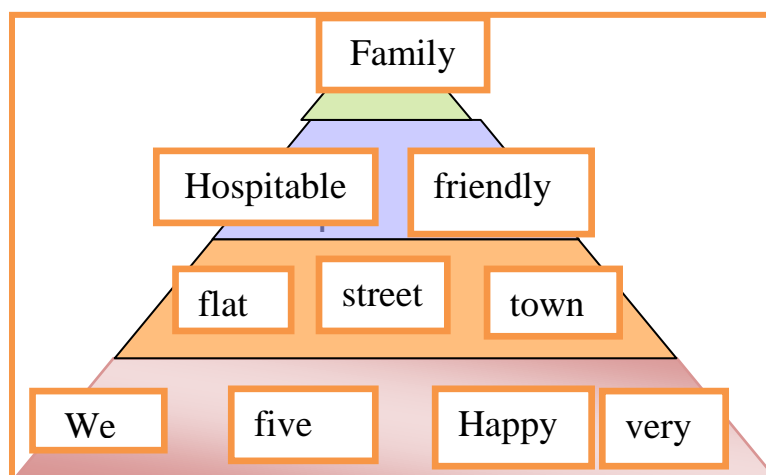 Family
Hospitable friendly
flat street town
We five Happy very